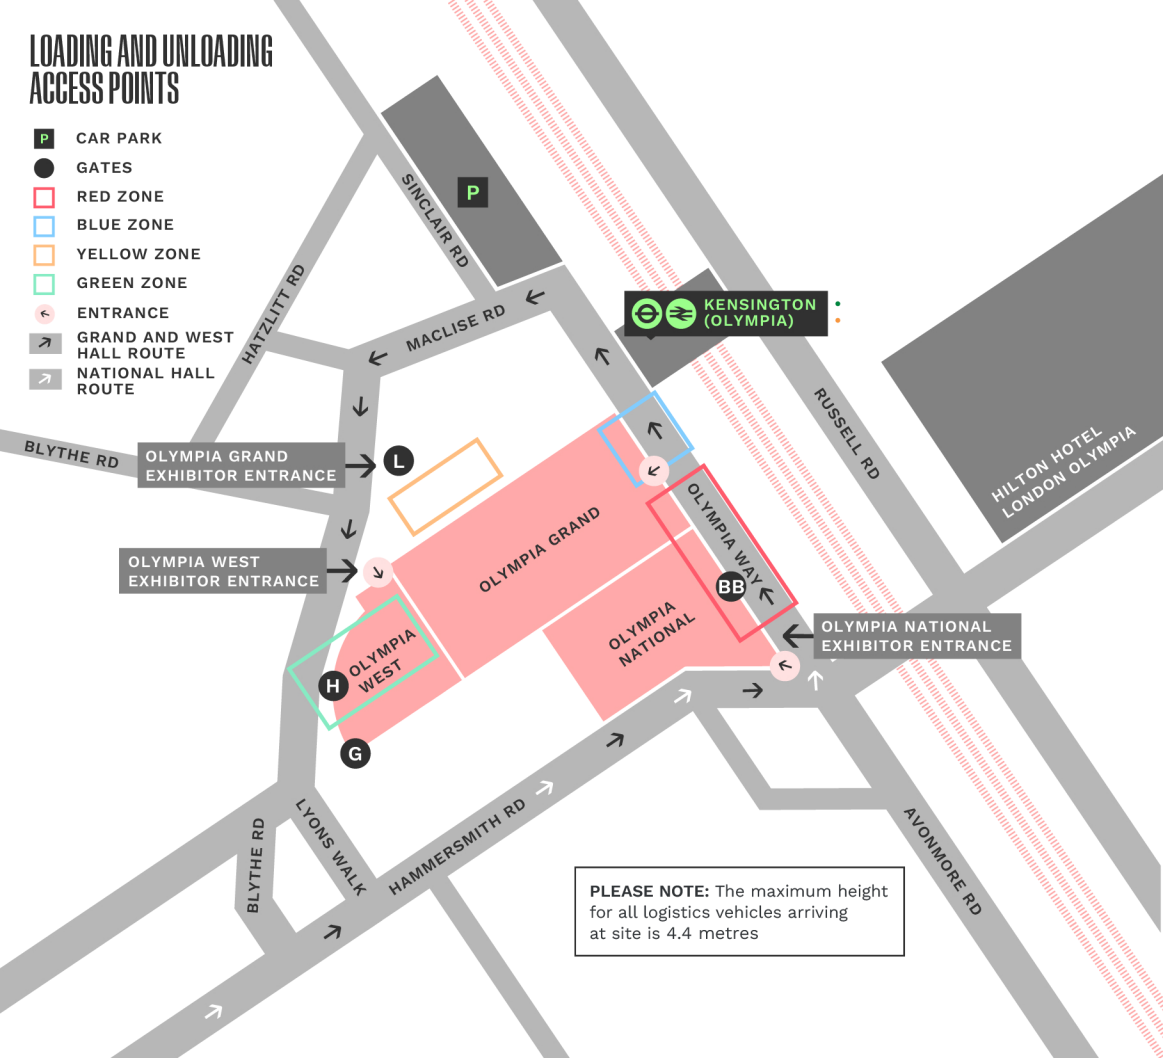 LOADING AND UNLOADING
ACCESS POINTS
P
CAR PARK
GATES
RED ZONE
BLUE ZONE
YELLOW ZONE
GREEN ZONE
ENTRANCE
GRAND AND WEST
HALL ROUTE
NATIONAL HALL
ROUTE
P
SINCLAIR RD
HATZLITT RD
MACLISE RD
KENSINGTON
(OLYMPIA)
RUSSELL RD
HILTON HOTEL
LONDON OLYMPIA
BLYTHE RD
OLYMPIA GRAND
EXHIBITOR ENTRANCE
L
OLYMPIA WEST
EXHIBITOR ENTRANCE
OLYMPIA GRAND
OLYMPIA WAY
BB
OLYMPIA
NATIONAL
OLYMPIA NATIONAL
EXHIBITOR ENTRANCE
OLYMPIA
WEST
H
G
LYONS WALK
BLYTHE RD
HAMMERSMITH RD
AVONMORE RD
PLEASE NOTE: The maximum height
for all logistics vehicles arriving
at site is 4.4 metres